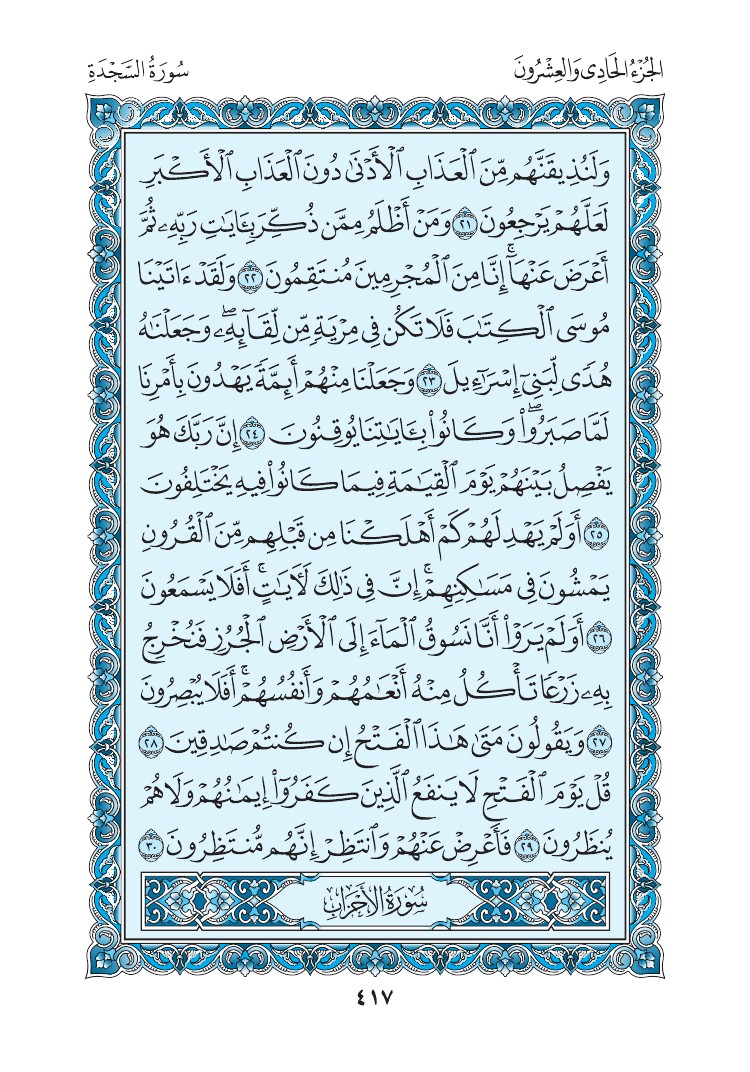 الجُزْءُ الحَادِي وَالعِشْرُونَ
سُورَةُ السَّجْدَةِ
وَلَنُذِيقَنَّهُم مِّنَ ٱلْعَذَابِ ٱلْأَدْنَىٰ دُونَ ٱلْعَذَابِ ٱلْأَكْبَرِ
لَعَلَّهُمْ يَرْجِعُونَ ٢١ وَمَنْ أَظْلَمُ مِمَّن ذُكِّرَ بِـَٔايَٰتِ رَبِّهِۦ ثُمَّ
أَعْرَضَ عَنْهَآ ۚ إِنَّا مِنَ ٱلْمُجْرِمِينَ مُنتَقِمُونَ ٢٢ وَلَقَدْ ءَاتَيْنَا
مُوسَى ٱلْكِتَٰبَ فَلَا تَكُن فِى مِرْيَةٍ مِّن لِّقَآئِهِۦ ۖ وَجَعَلْنَٰهُ
هُدًى لِّبَنِىٓ إِسْرَٰٓءِيلَ ٢٣ وَجَعَلْنَا مِنْهُمْ أَئِمَّةً يَهْدُونَ بِأَمْرِنَا
لَمَّا صَبَرُوا۟ ۖ وَكَانُوا۟ بِـَٔايَٰتِنَا يُوقِنُونَ ٢٤ إِنَّ رَبَّكَ هُوَ
يَفْصِلُ بَيْنَهُمْ يَوْمَ ٱلْقِيَٰمَةِ فِيمَا كَانُوا۟ فِيهِ يَخْتَلِفُونَ
٢٥ أَوَلَمْ يَهْدِ لَهُمْ كَمْ أَهْلَكْنَا مِن قَبْلِهِم مِّنَ ٱلْقُرُونِ
يَمْشُونَ فِى مَسَٰكِنِهِمْ ۚ إِنَّ فِى ذَٰلِكَ لَـَٔايَٰتٍ ۖ أَفَلَا يَسْمَعُونَ
٢٦ أَوَلَمْ يَرَوْا۟ أَنَّا نَسُوقُ ٱلْمَآءَ إِلَى ٱلْأَرْضِ ٱلْجُرُزِ فَنُخْرِجُ
بِهِۦ زَرْعًا تَأْكُلُ مِنْهُ أَنْعَٰمُهُمْ وَأَنفُسُهُمْ ۖ أَفَلَا يُبْصِرُونَ
٢٧ وَيَقُولُونَ مَتَىٰ هَٰذَا ٱلْفَتْحُ إِن كُنتُمْ صَٰدِقِينَ ٢٨
قُلْ يَوْمَ ٱلْفَتْحِ لَا يَنفَعُ ٱلَّذِينَ كَفَرُوٓا۟ إِيمَٰنُهُمْ وَلَا هُمْ
يُنظَرُونَ ٢٩ فَأَعْرِضْ عَنْهُمْ وَٱنتَظِرْ إِنَّهُم مُّنتَظِرُونَ ٣٠
سُورَةُ الأَحْزَابِ
٤١٧